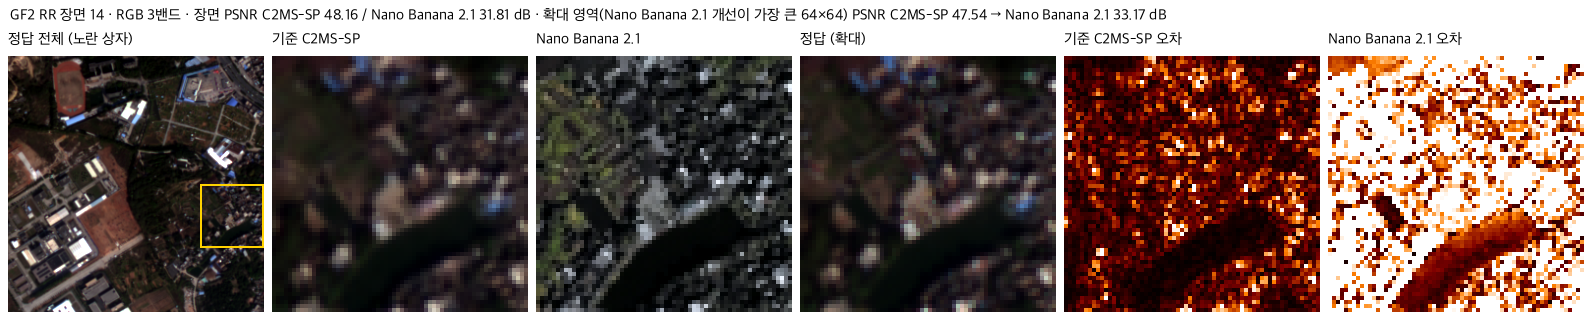 GF2 RR 장면 14 · RGB 3밴드 · 장면 PSNR C2MS-SP 48.16 / Nano Banana 2.1 31.81 dB · 확대 영역(Nano Banana 2.1 개선이 가장 큰 64×64) PSNR C2MS-SP 47.54 → Nano Banana 2.1 33.17 dB
정답 전체 (노란 상자) 기준 C2MS-SP Nano Banana 2.1 정답 (확대) 기준 C2MS-SP 오차 Nano Banana 2.1 오차